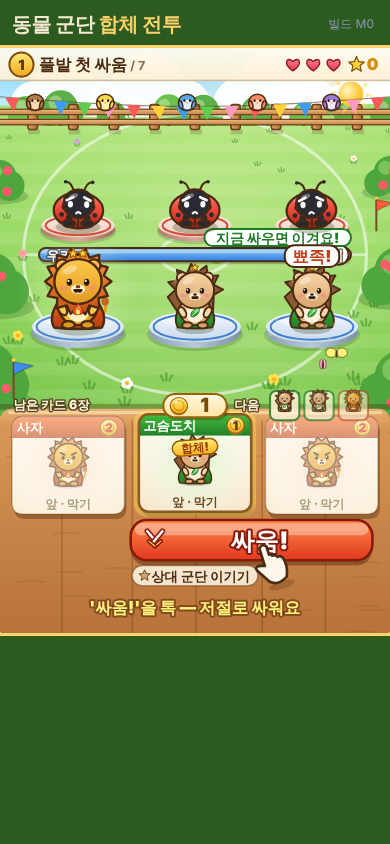 동물 군단 합체 전투
빌드 M0
1 풀밭 첫 싸움 / 7
0
지금 싸우면 이겨요!
뾰족!
남은 카드 6장
1
다음
사자 2
앞 · 막기
고슴도치 1
합체!
앞 · 막기
사자 2
앞 · 막기
싸움!
상대 군단 이기기
'싸움!'을 톡 — 저절로 싸워요